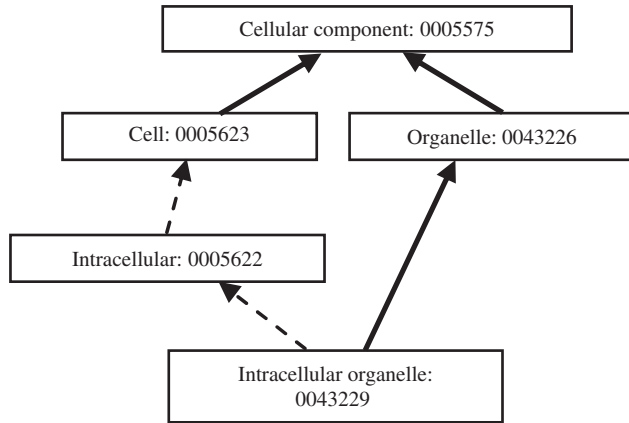 Cellular component: 0005575
Cell: 0005623
Organelle: 0043226
Intracellular: 0005622
Intracellular organelle:
0043229